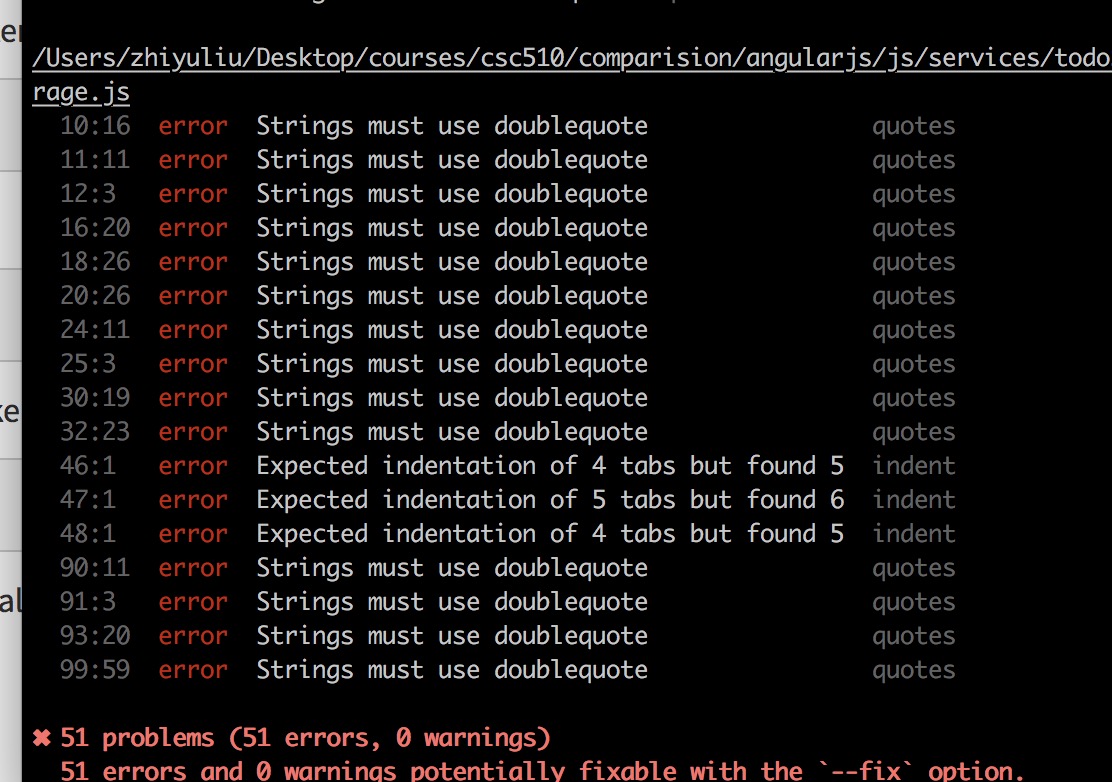 /Users/zhiyuliu/Desktop/courses/csc510/comparision/angularjs/js/services/todo
rage.js
10:16 error Strings must use doublequote quotes
11:11 error Strings must use doublequote quotes
12:3 error Strings must use doublequote quotes
16:20 error Strings must use doublequote quotes
18:26 error Strings must use doublequote quotes
20:26 error Strings must use doublequote quotes
24:11 error Strings must use doublequote quotes
25:3 error Strings must use doublequote quotes
30:19 error Strings must use doublequote quotes
32:23 error Strings must use doublequote quotes
46:1 error Expected indentation of 4 tabs but found 5 indent
47:1 error Expected indentation of 5 tabs but found 6 indent
48:1 error Expected indentation of 4 tabs but found 5 indent
90:11 error Strings must use doublequote quotes
91:3 error Strings must use doublequote quotes
93:20 error Strings must use doublequote quotes
99:59 error Strings must use doublequote quotes
✖ 51 problems (51 errors, 0 warnings)
51 errors and 0 warnings potentially fixable with the `--fix` option.